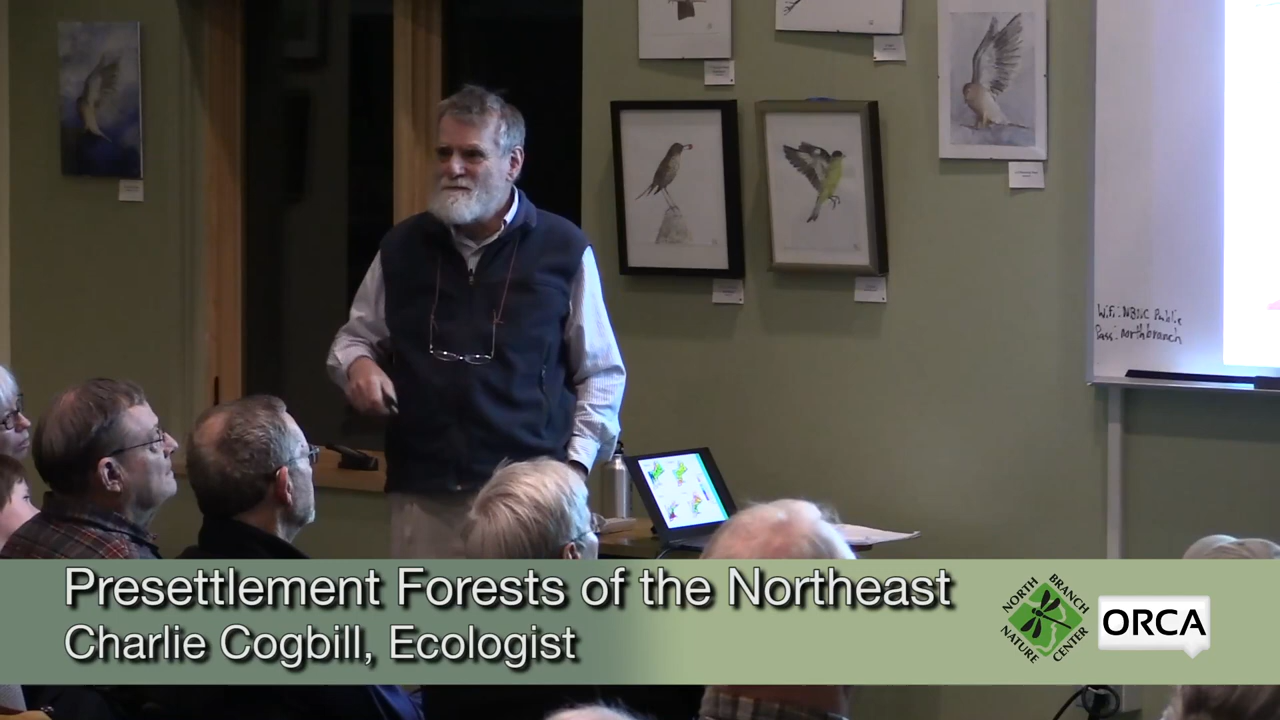 Wifi: NBNC Public
Pass: northbranch
Presettlement Forests of the Northeast
Charlie Cogbill, Ecologist
NORTH BRANCH
NATURE CENTER
ORCA